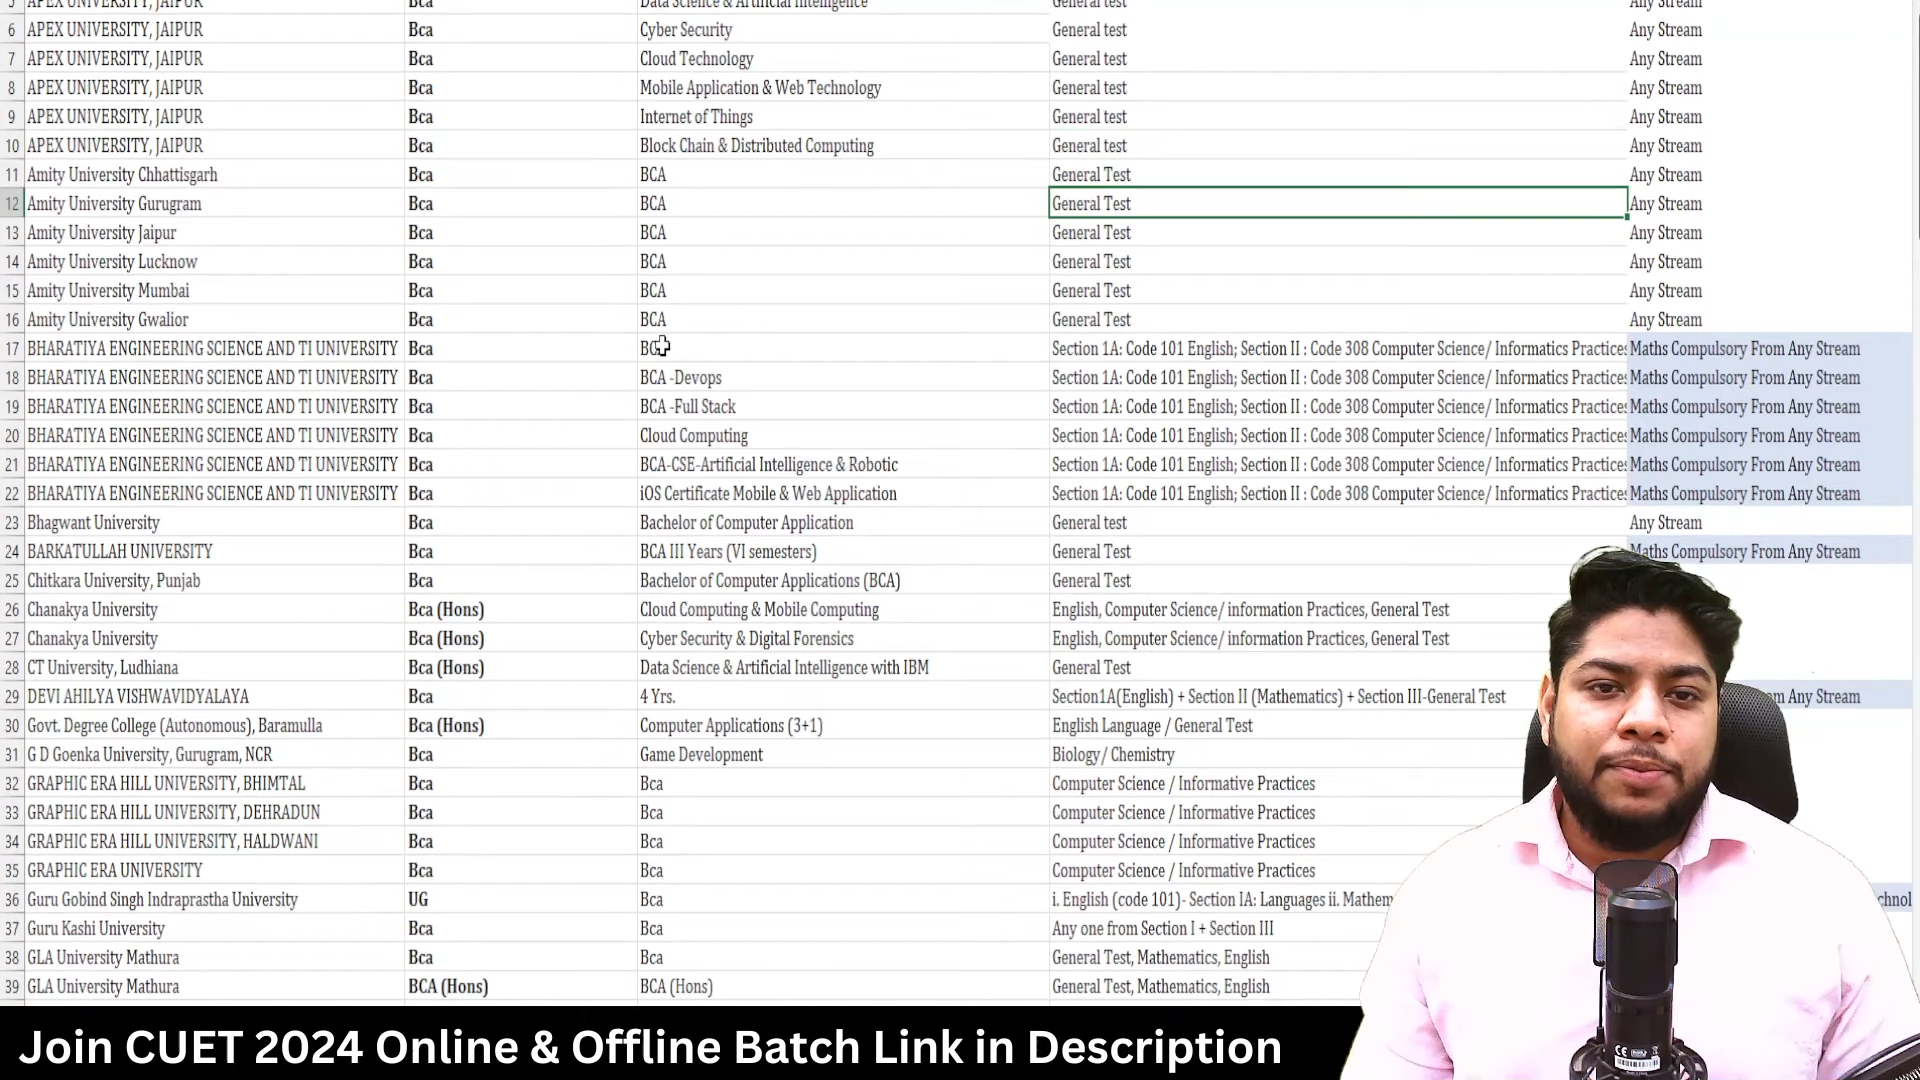 5 APEX UNIVERSITY, JAIPUR Bca Data Science & Artificial Intelligence General test Any Stream
6 APEX UNIVERSITY, JAIPUR Bca Cyber Security General test Any Stream
7 APEX UNIVERSITY, JAIPUR Bca Cloud Technology General test Any Stream
8 APEX UNIVERSITY, JAIPUR Bca Mobile Application & Web Technology General test Any Stream
9 APEX UNIVERSITY, JAIPUR Bca Internet of Things General test Any Stream
10 APEX UNIVERSITY, JAIPUR Bca Block Chain & Distributed Computing General test Any Stream
11 Amity University Chhattisgarh Bca BCA General Test Any Stream
12 Amity University Gurugram Bca BCA General Test Any Stream
13 Amity University Jaipur Bca BCA General Test Any Stream
14 Amity University Lucknow Bca BCA General Test Any Stream
15 Amity University Mumbai Bca BCA General Test Any Stream
16 Amity University Gwalior Bca BCA General Test Any Stream
17 BHARATIYA ENGINEERING SCIENCE AND TI UNIVERSITY Bca Section 1A: Code 101 English; Section II : Code 308 Computer Science/ Informatics Practices Maths Compulsory From Any Stream
18 BHARATIYA ENGINEERING SCIENCE AND TI UNIVERSITY Bca BCA -Devops Section 1A: Code 101 English; Section II : Code 308 Computer Science/ Informatics Practices Maths Compulsory From Any Stream
19 BHARATIYA ENGINEERING SCIENCE AND TI UNIVERSITY Bca BCA -Full Stack Section 1A: Code 101 English; Section II : Code 308 Computer Science/ Informatics Practices Maths Compulsory From Any Stream
20 BHARATIYA ENGINEERING SCIENCE AND TI UNIVERSITY Bca Cloud Computing Section 1A: Code 101 English; Section II : Code 308 Computer Science/ Informatics Practices Maths Compulsory From Any Stream
21 BHARATIYA ENGINEERING SCIENCE AND TI UNIVERSITY Bca BCA-CSE-Artificial Intelligence & Robotic Section 1A: Code 101 English; Section II : Code 308 Computer Science/ Informatics Practices Maths Compulsory From Any Stream
22 BHARATIYA ENGINEERING SCIENCE AND TI UNIVERSITY Bca iOS Certificate Mobile & Web Application Section 1A: Code 101 English; Section II : Code 308 Computer Science/ Informatics Practices Maths Compulsory From Any Stream
23 Bhagwant University Bca Bachelor of Computer Application General test Any Stream
24 BARKATULLAH UNIVERSITY Bca BCA III Years (VI semesters) General Test Maths Compulsory From Any Stream
25 Chitkara University, Punjab Bca Bachelor of Computer Applications (BCA) General Test
26 Chanakya University Bca (Hons) Cloud Computing & Mobile Computing English, Computer Science/ information Practices, General Test
27 Chanakya University Bca (Hons) Cyber Security & Digital Forensics English, Computer Science/ information Practices, General Test
28 CT University, Ludhiana Bca (Hons) Data Science & Artificial Intelligence with IBM General Test
29 DEVI AHILYA VISHWAVIDYALAYA Bca 4 Yrs. Section1A(English) + Section II (Mathematics) + Section III-General Test Any Stream
30 Govt. Degree College (Autonomous), Baramulla Bca (Hons) Computer Applications (3+1) English Language / General Test
31 G D Goenka University, Gurugram, NCR Bca Game Development Biology/ Chemistry
32 GRAPHIC ERA HILL UNIVERSITY, BHIMTAL Bca Bca Computer Science / Informative Practices
33 GRAPHIC ERA HILL UNIVERSITY, DEHRADUN Bca Bca Computer Science / Informative Practices
34 GRAPHIC ERA HILL UNIVERSITY, HALDWANI Bca Bca Computer Science / Informative Practices
35 GRAPHIC ERA UNIVERSITY Bca Bca Computer Science / Informative Practices
36 Guru Gobind Singh Indraprastha University UG Bca i. English (code 101)- Section IA: Languages ii. Mathem chnol
37 Guru Kashi University Bca Bca Any one from Section I + Section III
38 GLA University Mathura Bca Bca General Test, Mathematics, English
39 GLA University Mathura BCA (Hons) BCA (Hons) General Test, Mathematics, English
Join CUET 2024 Online & Offline Batch Link in Description